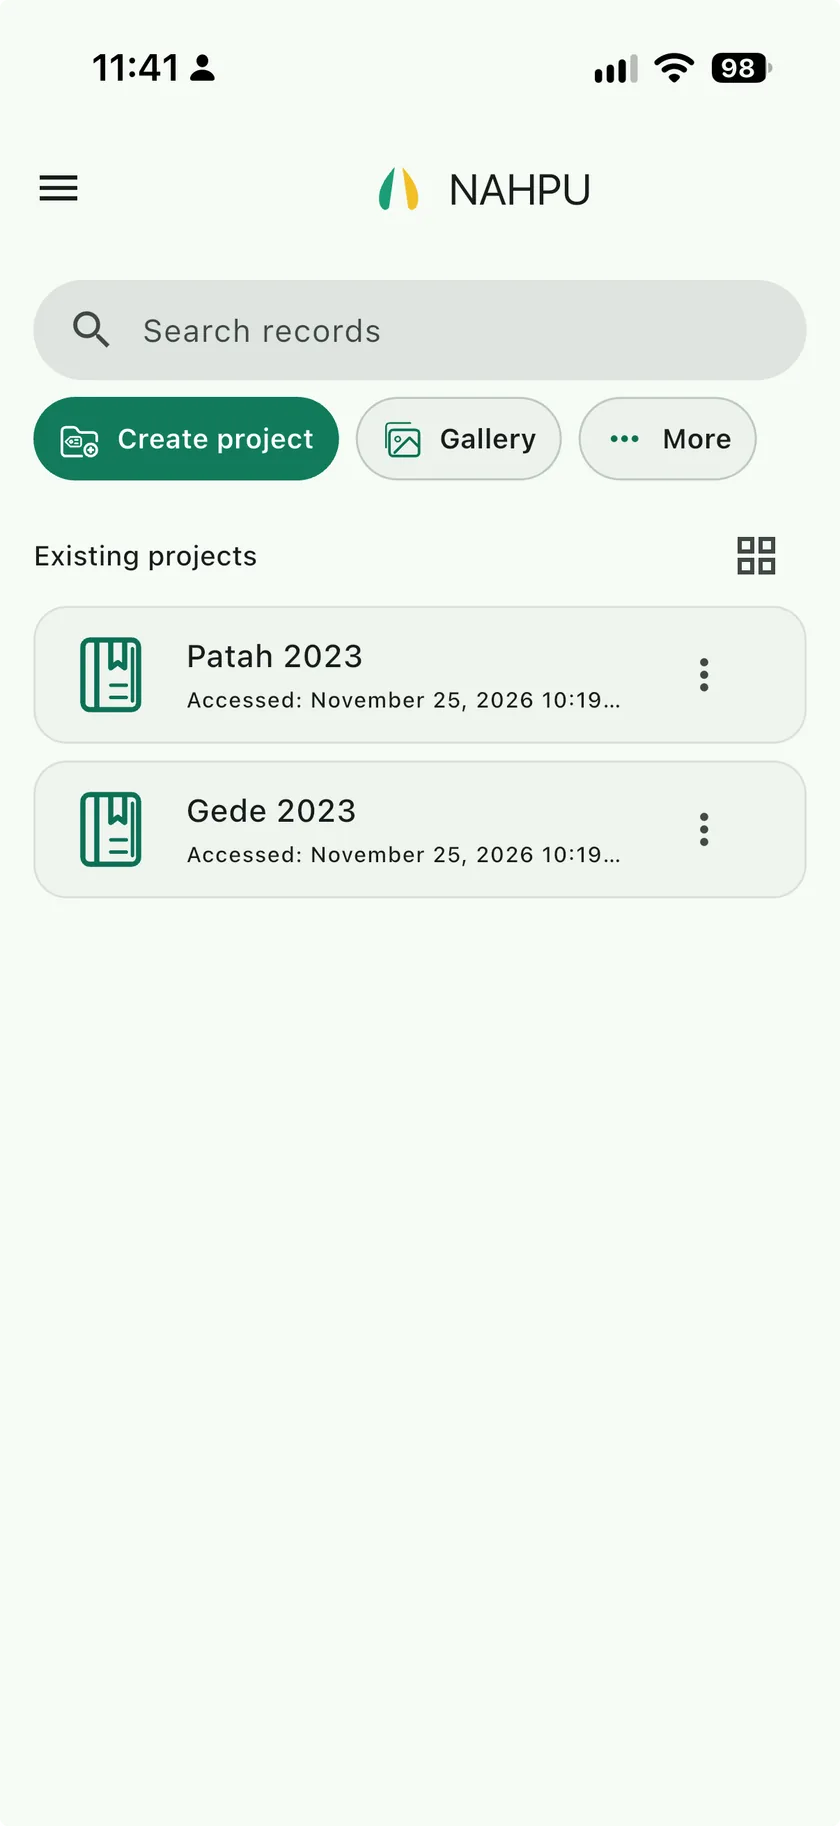 11:41
98
NAHPU
Search records
Create project
Gallery
More
Existing projects
Patah 2023
Accessed: November 25, 2026 10:19...
Gede 2023
Accessed: November 25, 2026 10:19...